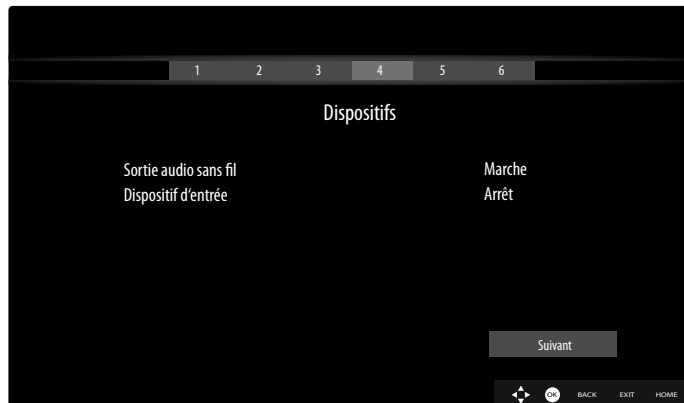 1 2 3 4 5 6
Dispositifs
Sortie audio sans fil Marche
Dispositif d‘entrée Arrêt
Suivant
OK BACK EXIT HOME